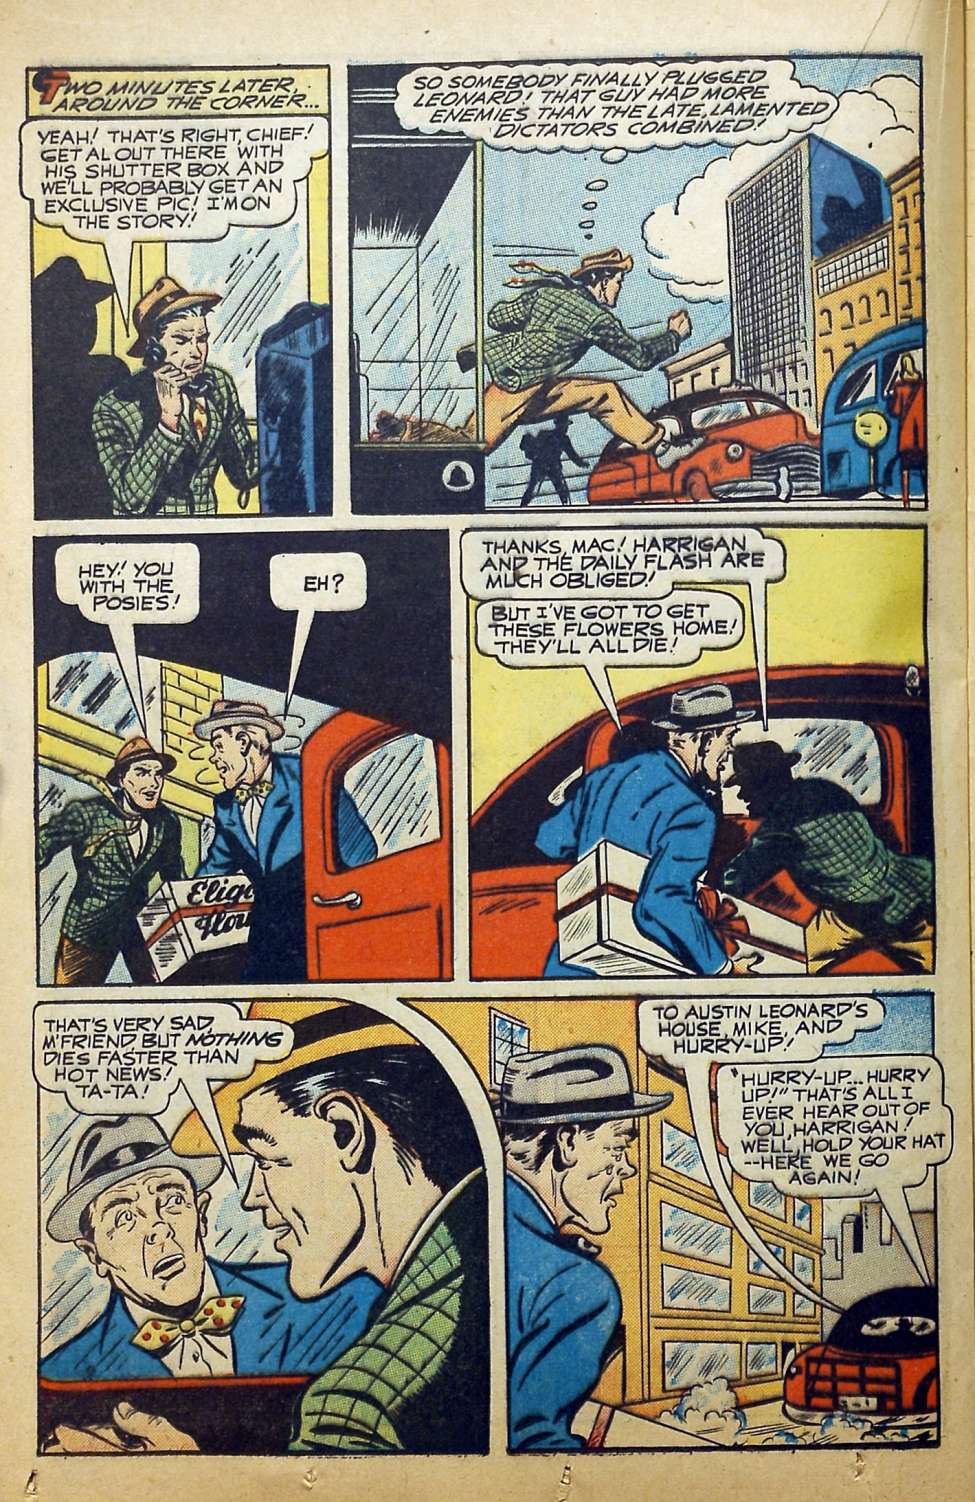 TWO MINUTES LATER,
AROUND THE CORNER...
YEAH! THAT'S RIGHT, CHIEF!
GET AL OUT THERE WITH
HIS SHUTTER BOX AND
WE'LL PROBABLY GET AN
EXCLUSIVE PIC! I'M ON
THE STORY!
SO SOMEBODY FINALLY PLUGGED
LEONARD! THAT GUY HAD MORE
ENEMIES THAN THE LATE, LAMENTED
DICTATORS COMBINED!
HEY! YOU
WITH THE
POSIES!
EH?
THANKS, MAC! HARRIGAN
AND THE DAILY FLASH ARE
MUCH OBLIGED!
BUT I'VE GOT TO GET
THESE FLOWERS HOME!
THEY'LL ALL DIE!
THAT'S VERY SAD,
M'FRIEND BUT NOTHING
DIES FASTER THAN
HOT NEWS!
TA-TA!
TO AUSTIN LEONARD'S
HOUSE, MIKE, AND
HURRY-UP!
"HURRY-UP... HURRY
UP!" THAT'S ALL I
EVER HEAR OUT OF
YOU, HARRIGAN!
WELL, HOLD YOUR HAT
--HERE WE GO
AGAIN!